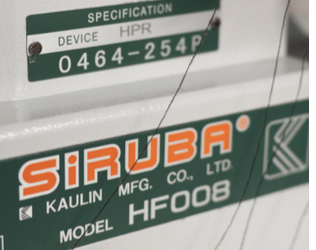 SPECIFICATION
DEVICE HPR
0464-254P
SiRUBA
KAULIN MFG. CO., LTD.
MODEL HF008